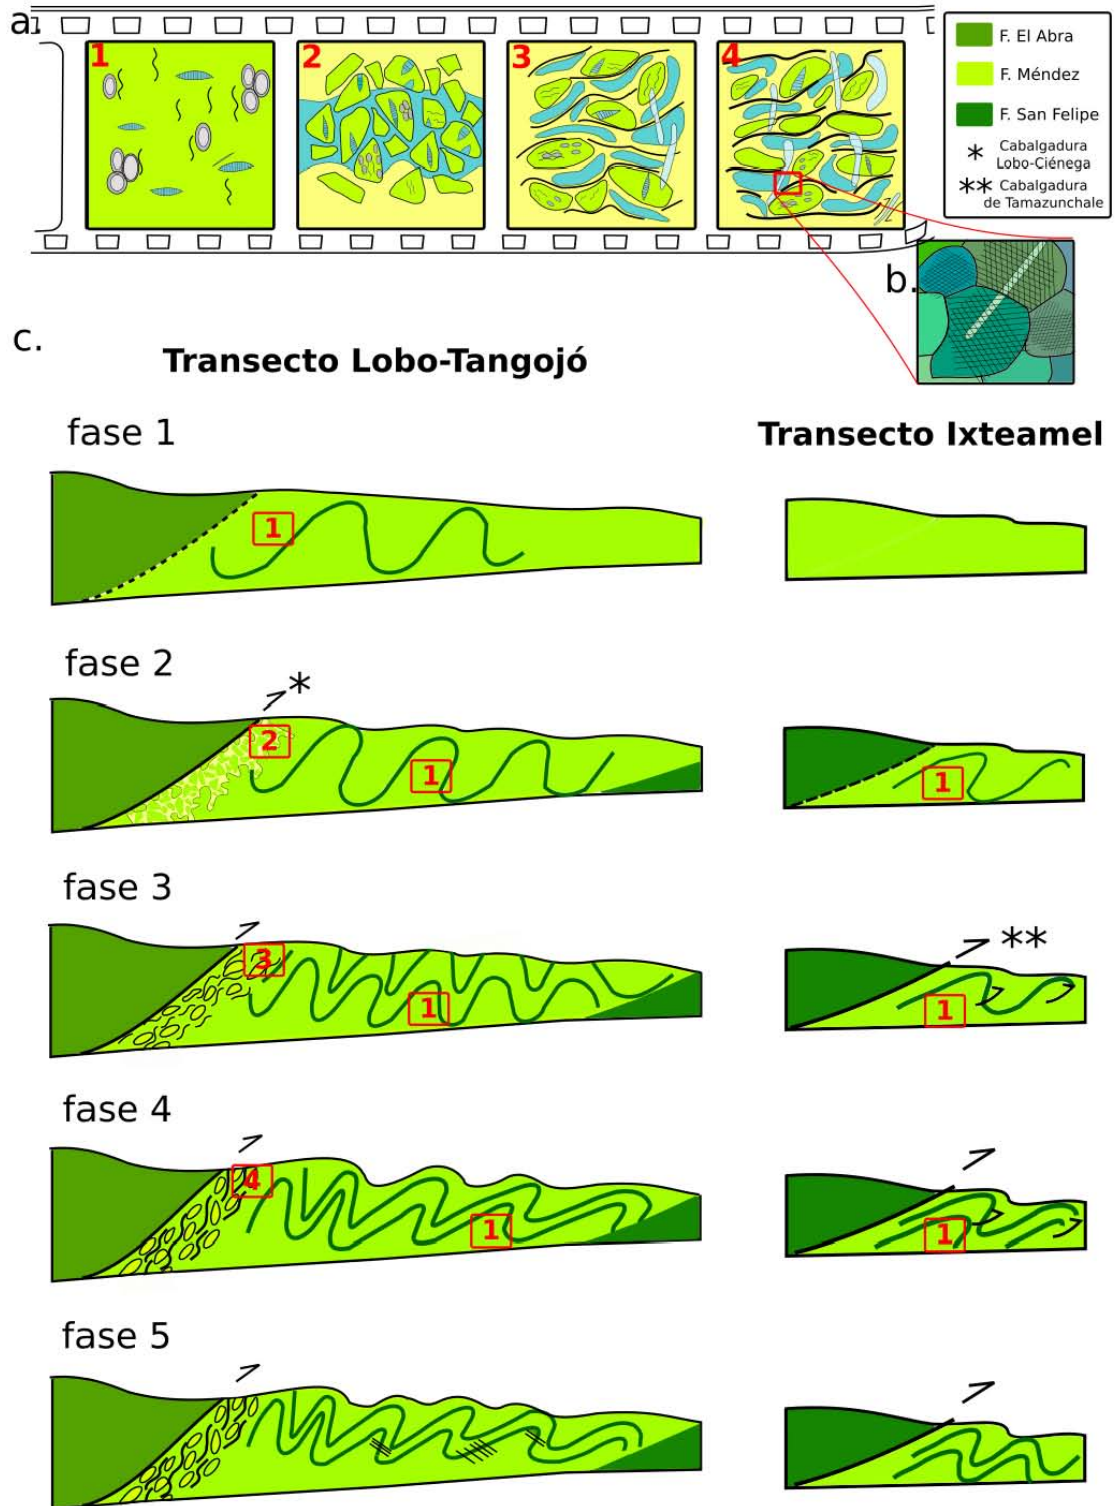 a.
1
2
3
4
F. El Abra
F. Méndez
F. San Felipe
* Cabalgadura
Lobo-Ciénega
** Cabalgadura
de Tamazunchale
b.
c.
Transecto Lobo-Tangojó
Transecto Ixteamel
fase 1
1
fase 2
*
2
1
1
fase 3
**
3
1
1
fase 4
4
1
1
fase 5